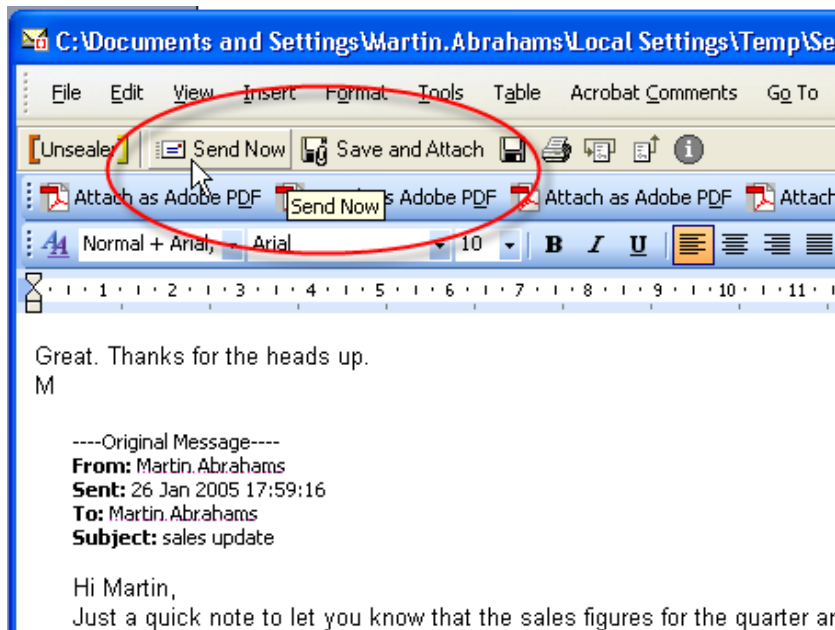 C:\Documents and Settings\Martin.Abrahams\Local Settings\Temp\Se
File Edit View Insert Format Tools Table Acrobat Comments Go To
[Unsealed] Send Now Save and Attach
Attach as Adobe PDF as Adobe PDF Attach as Adobe PDF Attach
Send Now
Normal + Arial, Arial 10 B I U
1 2 3 4 5 6 7 8 9 10 11
Great. Thanks for the heads up.
M
----Original Message----
From: Martin.Abrahams
Sent: 26 Jan 2005 17:59:16
To: Martin.Abrahams
Subject: sales update
Hi Martin,
Just a quick note to let you know that the sales figures for the quarter ar